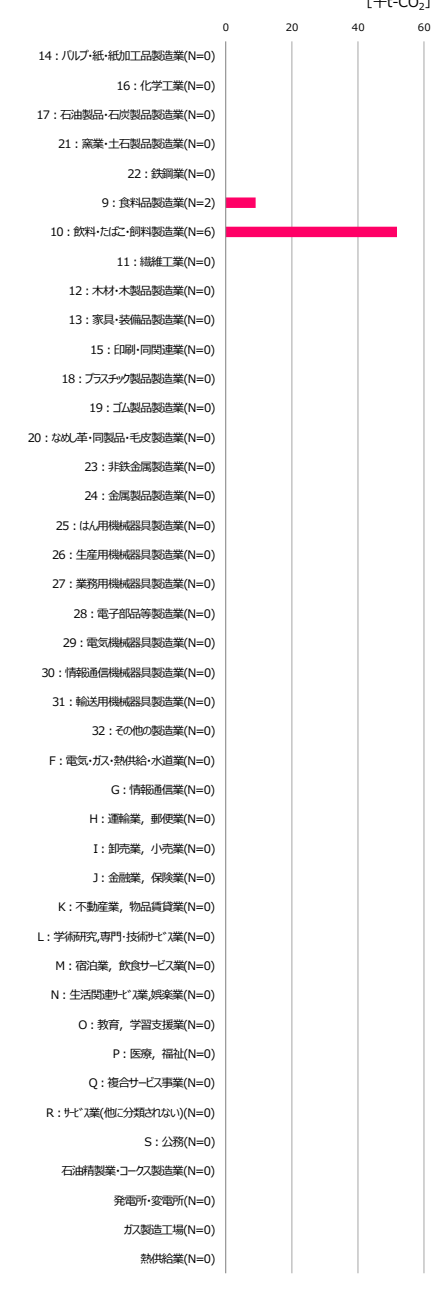 [千t-CO₂]
0 20 40 60
14：パルプ・紙・紙加工品製造業(N=0)
16：化学工業(N=0)
17：石油製品・石炭製品製造業(N=0)
21：窯業・土石製品製造業(N=0)
22：鉄鋼業(N=0)
9：食料品製造業(N=2)
10：飲料・たばこ・飼料製造業(N=6)
11：繊維工業(N=0)
12：木材・木製品製造業(N=0)
13：家具・装備品製造業(N=0)
15：印刷・同関連業(N=0)
18：プラスチック製品製造業(N=0)
19：ゴム製品製造業(N=0)
20：なめし革・同製品・毛皮製造業(N=0)
23：非鉄金属製造業(N=0)
24：金属製品製造業(N=0)
25：はん用機械器具製造業(N=0)
26：生産用機械器具製造業(N=0)
27：業務用機械器具製造業(N=0)
28：電子部品等製造業(N=0)
29：電気機械器具製造業(N=0)
30：情報通信機械器具製造業(N=0)
31：輸送用機械器具製造業(N=0)
32：その他の製造業(N=0)
F：電気・ガス・熱供給・水道業(N=0)
G：情報通信業(N=0)
H：運輸業，郵便業(N=0)
I：卸売業，小売業(N=0)
J：金融業，保険業(N=0)
K：不動産業，物品賃貸業(N=0)
L：学術研究,専門・技術ｻｰﾋﾞｽ業(N=0)
M：宿泊業，飲食サービス業(N=0)
N：生活関連ｻｰﾋﾞｽ業,娯楽業(N=0)
O：教育，学習支援業(N=0)
P：医療，福祉(N=0)
Q：複合サービス事業(N=0)
R：ｻｰﾋﾞｽ業(他に分類されない)(N=0)
S：公務(N=0)
石油精製業・コークス製造業(N=0)
発電所・変電所(N=0)
ガス製造工場(N=0)
熱供給業(N=0)